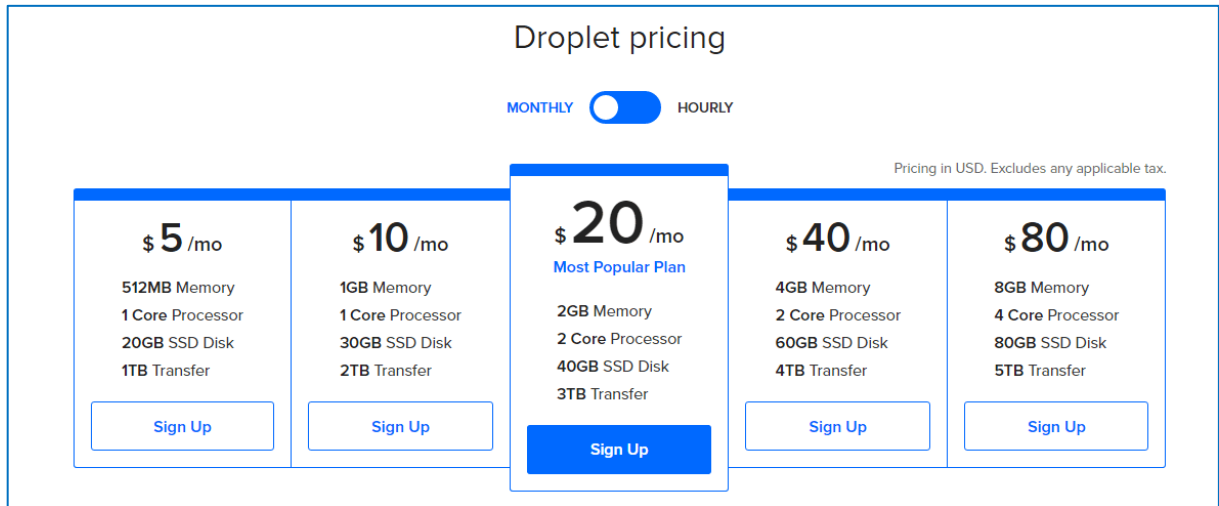 Droplet pricing
MONTHLY HOURLY
Pricing in USD. Excludes any applicable tax.
$5/mo
512MB Memory
1 Core Processor
20GB SSD Disk
1TB Transfer
Sign Up
$10/mo
1GB Memory
1 Core Processor
30GB SSD Disk
2TB Transfer
Sign Up
$20/mo
Most Popular Plan
2GB Memory
2 Core Processor
40GB SSD Disk
3TB Transfer
Sign Up
$40/mo
4GB Memory
2 Core Processor
60GB SSD Disk
4TB Transfer
Sign Up
$80/mo
8GB Memory
4 Core Processor
80GB SSD Disk
5TB Transfer
Sign Up